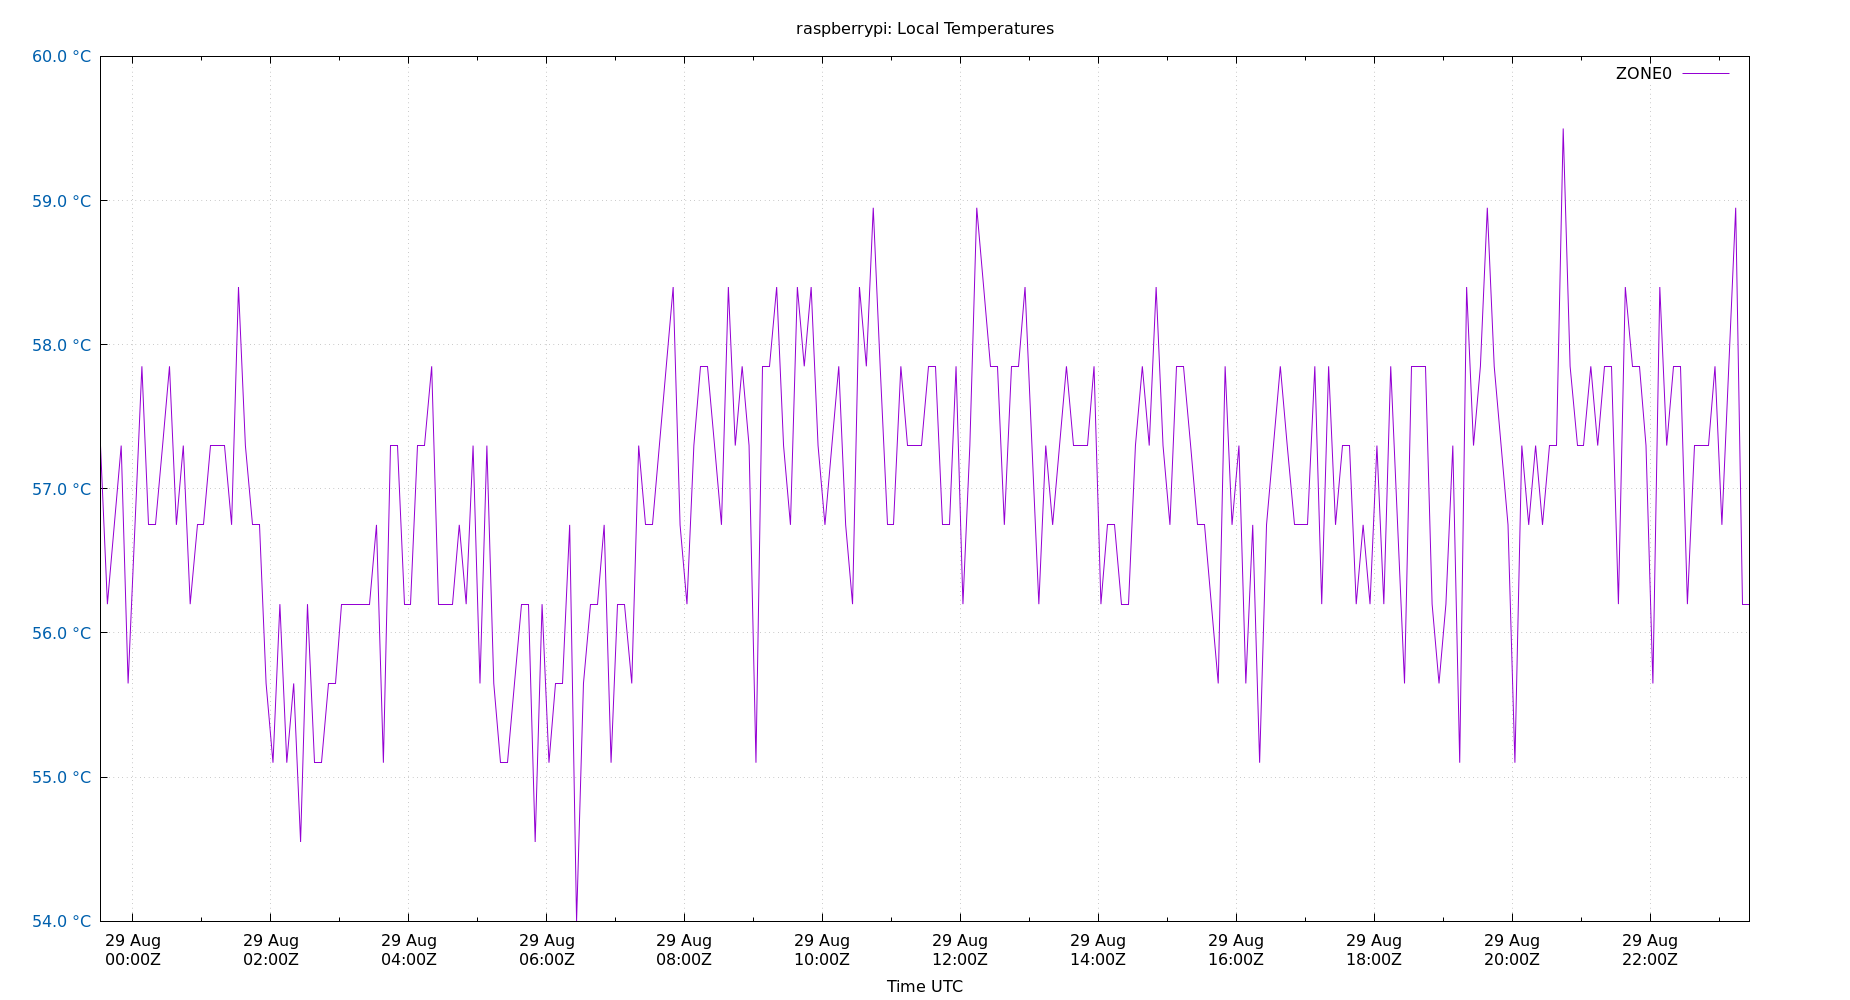 raspberrypi: Local Temperatures
60.0 °C
59.0 °C
58.0 °C
57.0 °C
56.0 °C
55.0 °C
54.0 °C
ZONE0
29 Aug
00:00Z
29 Aug
02:00Z
29 Aug
04:00Z
29 Aug
06:00Z
29 Aug
08:00Z
29 Aug
10:00Z
29 Aug
12:00Z
29 Aug
14:00Z
29 Aug
16:00Z
29 Aug
18:00Z
29 Aug
20:00Z
29 Aug
22:00Z
Time UTC